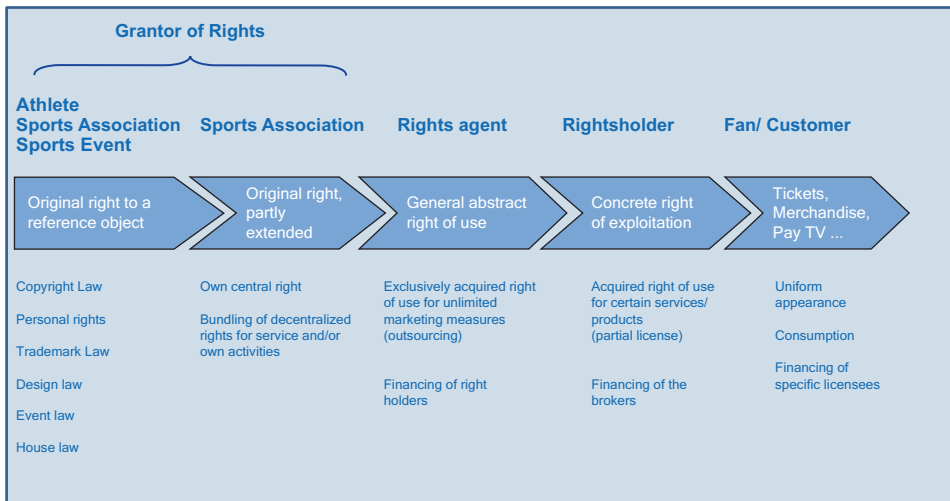 Grantor of Rights
Athlete
Sports Association
Sports Event
Sports Association
Rights agent
Rightsholder
Fan/ Customer
Original right to a
reference object
Original right,
partly
extended
General abstract
right of use
Concrete right
of exploitation
Tickets,
Merchandise,
Pay TV ...
Copyright Law
Personal rights
Trademark Law
Design law
Event law
House law
Own central right
Bundling of decentralized
rights for service and/or
own activities
Exclusively acquired right
of use for unlimited
marketing measures
(outsourcing)
Financing of right
holders
Acquired right of use
for certain services/
products
(partial license)
Financing of the
brokers
Uniform
appearance
Consumption
Financing of
specific licensees